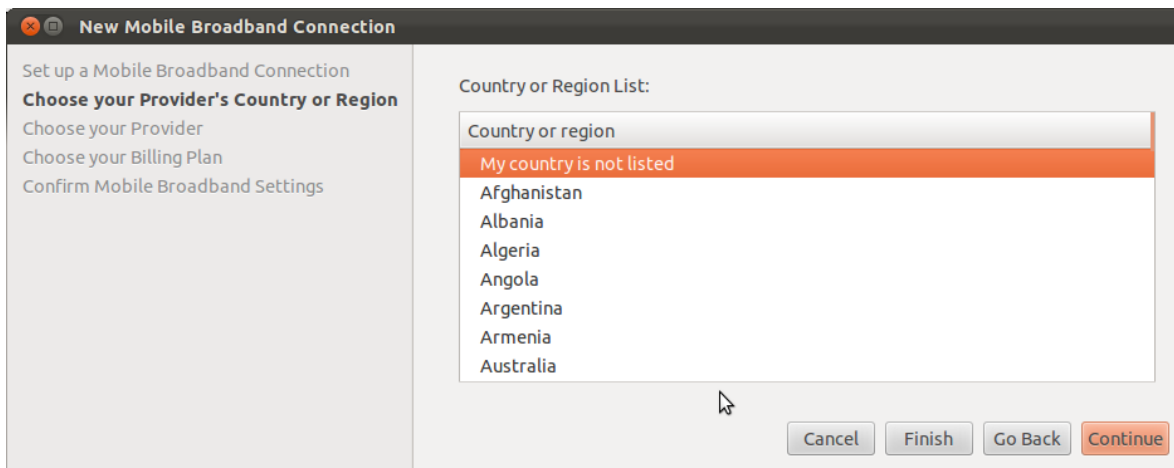 New Mobile Broadband Connection
Set up a Mobile Broadband Connection
Choose your Provider's Country or Region
Choose your Provider
Choose your Billing Plan
Confirm Mobile Broadband Settings
Country or Region List:
Country or region
My country is not listed
Afghanistan
Albania
Algeria
Angola
Argentina
Armenia
Australia
Cancel Finish Go Back Continue